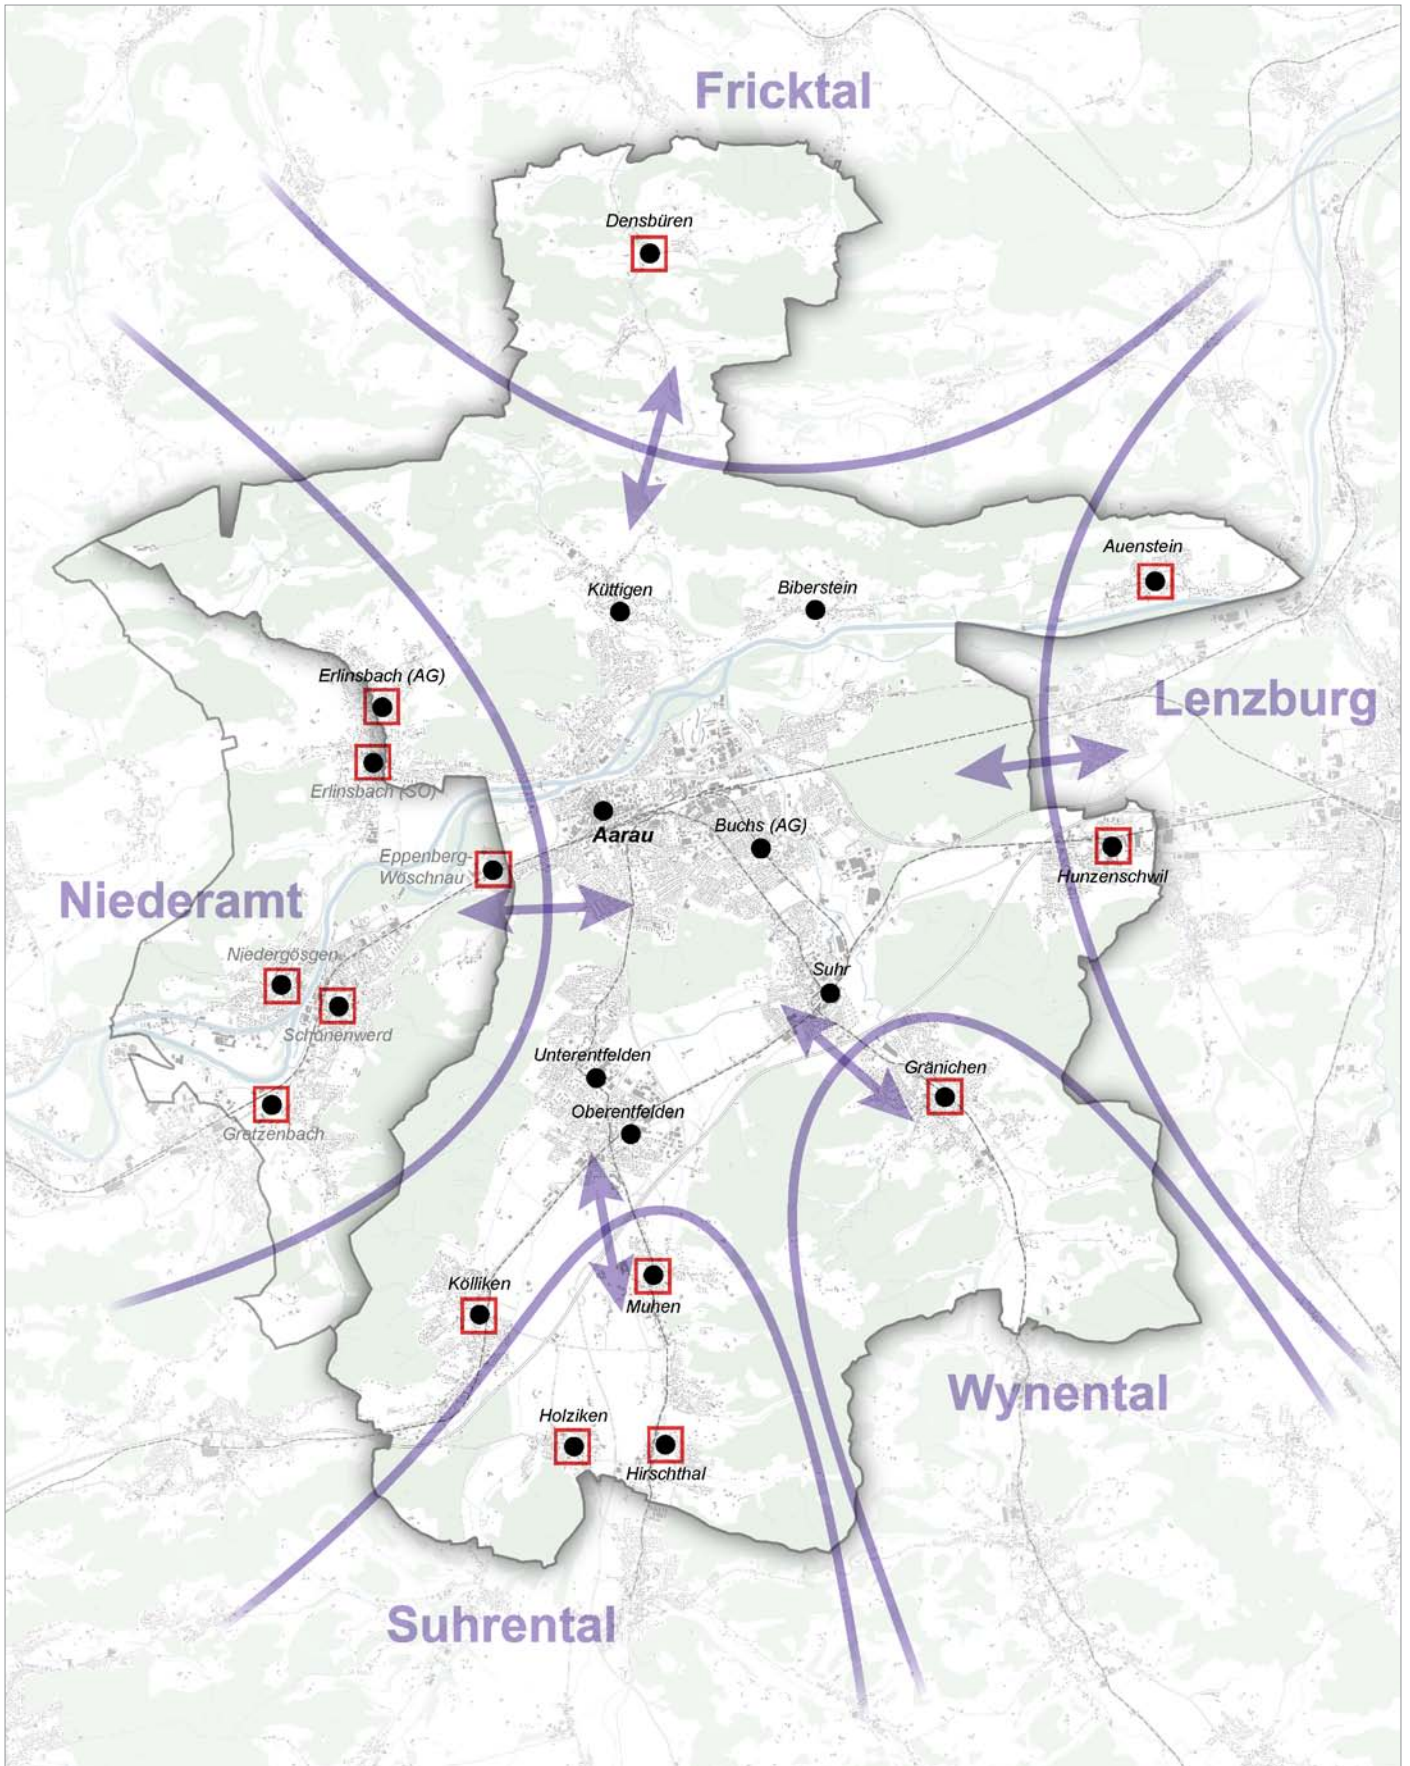 Fricktal
Densbüren
Auenstein
Küttigen
Biberstein
Erlinsbach (AG)
Lenzburg
Erlinsbach (SO)
Aarau
Buchs (AG)
Eppenberg-
Wöschnau
Hunzenschwil
Niederamt
Niedergösgen
Suhr
Schönenwerd
Unterentfelden
Gränichen
Oberentfelden
Gretzenbach
Kölliken
Muhen
Wynental
Holziken
Hirschthal
Suhrental